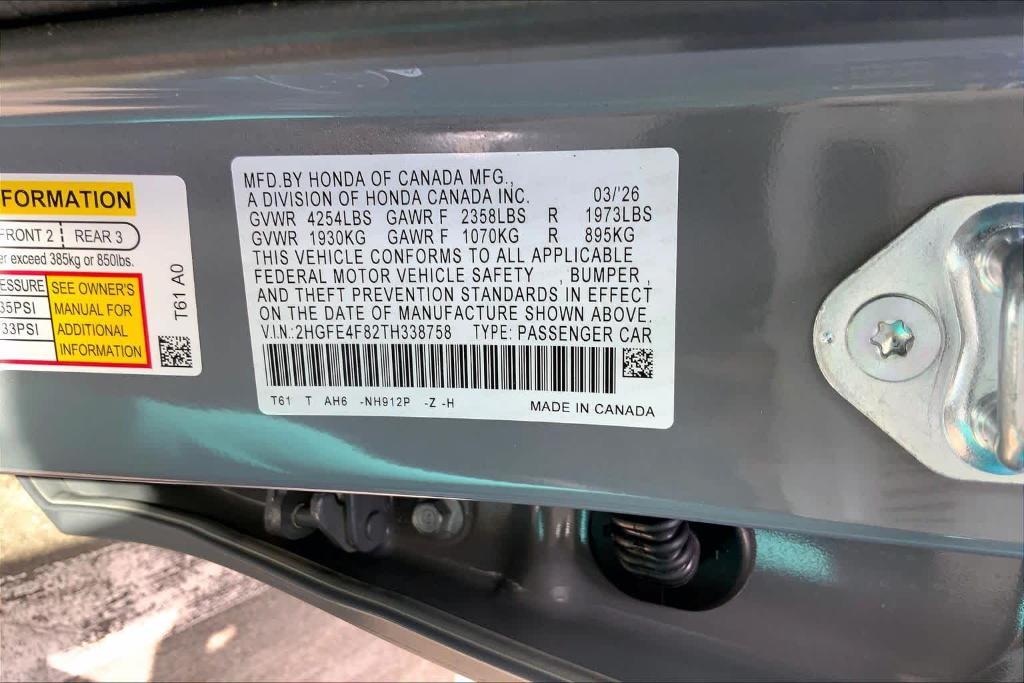 FORMATION
FRONT 2 REAR 3
er exceed 385kg or 850lbs.
ESSURE
35PSI
33PSI
SEE OWNER'S
MANUAL FOR
ADDITIONAL
INFORMATION
T61 A0
MFD.BY HONDA OF CANADA MFG.,
A DIVISION OF HONDA CANADA INC. 03/'26
GVWR 4254LBS GAWR F 2358LBS R 1973LBS
GVWR 1930KG GAWR F 1070KG R 895KG
THIS VEHICLE CONFORMS TO ALL APPLICABLE
FEDERAL MOTOR VEHICLE SAFETY , BUMPER ,
AND THEFT PREVENTION STANDARDS IN EFFECT
ON THE DATE OF MANUFACTURE SHOWN ABOVE.
V.I.N.:2HGFE4F82TH338758 TYPE: PASSENGER CAR
T61 T AH6 -NH912P -Z -H MADE IN CANADA